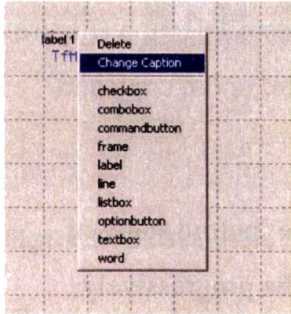 label 1
Delete
Change Caption
checkbox
combobox
commandbutton
frame
label
line
listbox
optionbutton
textbox
word